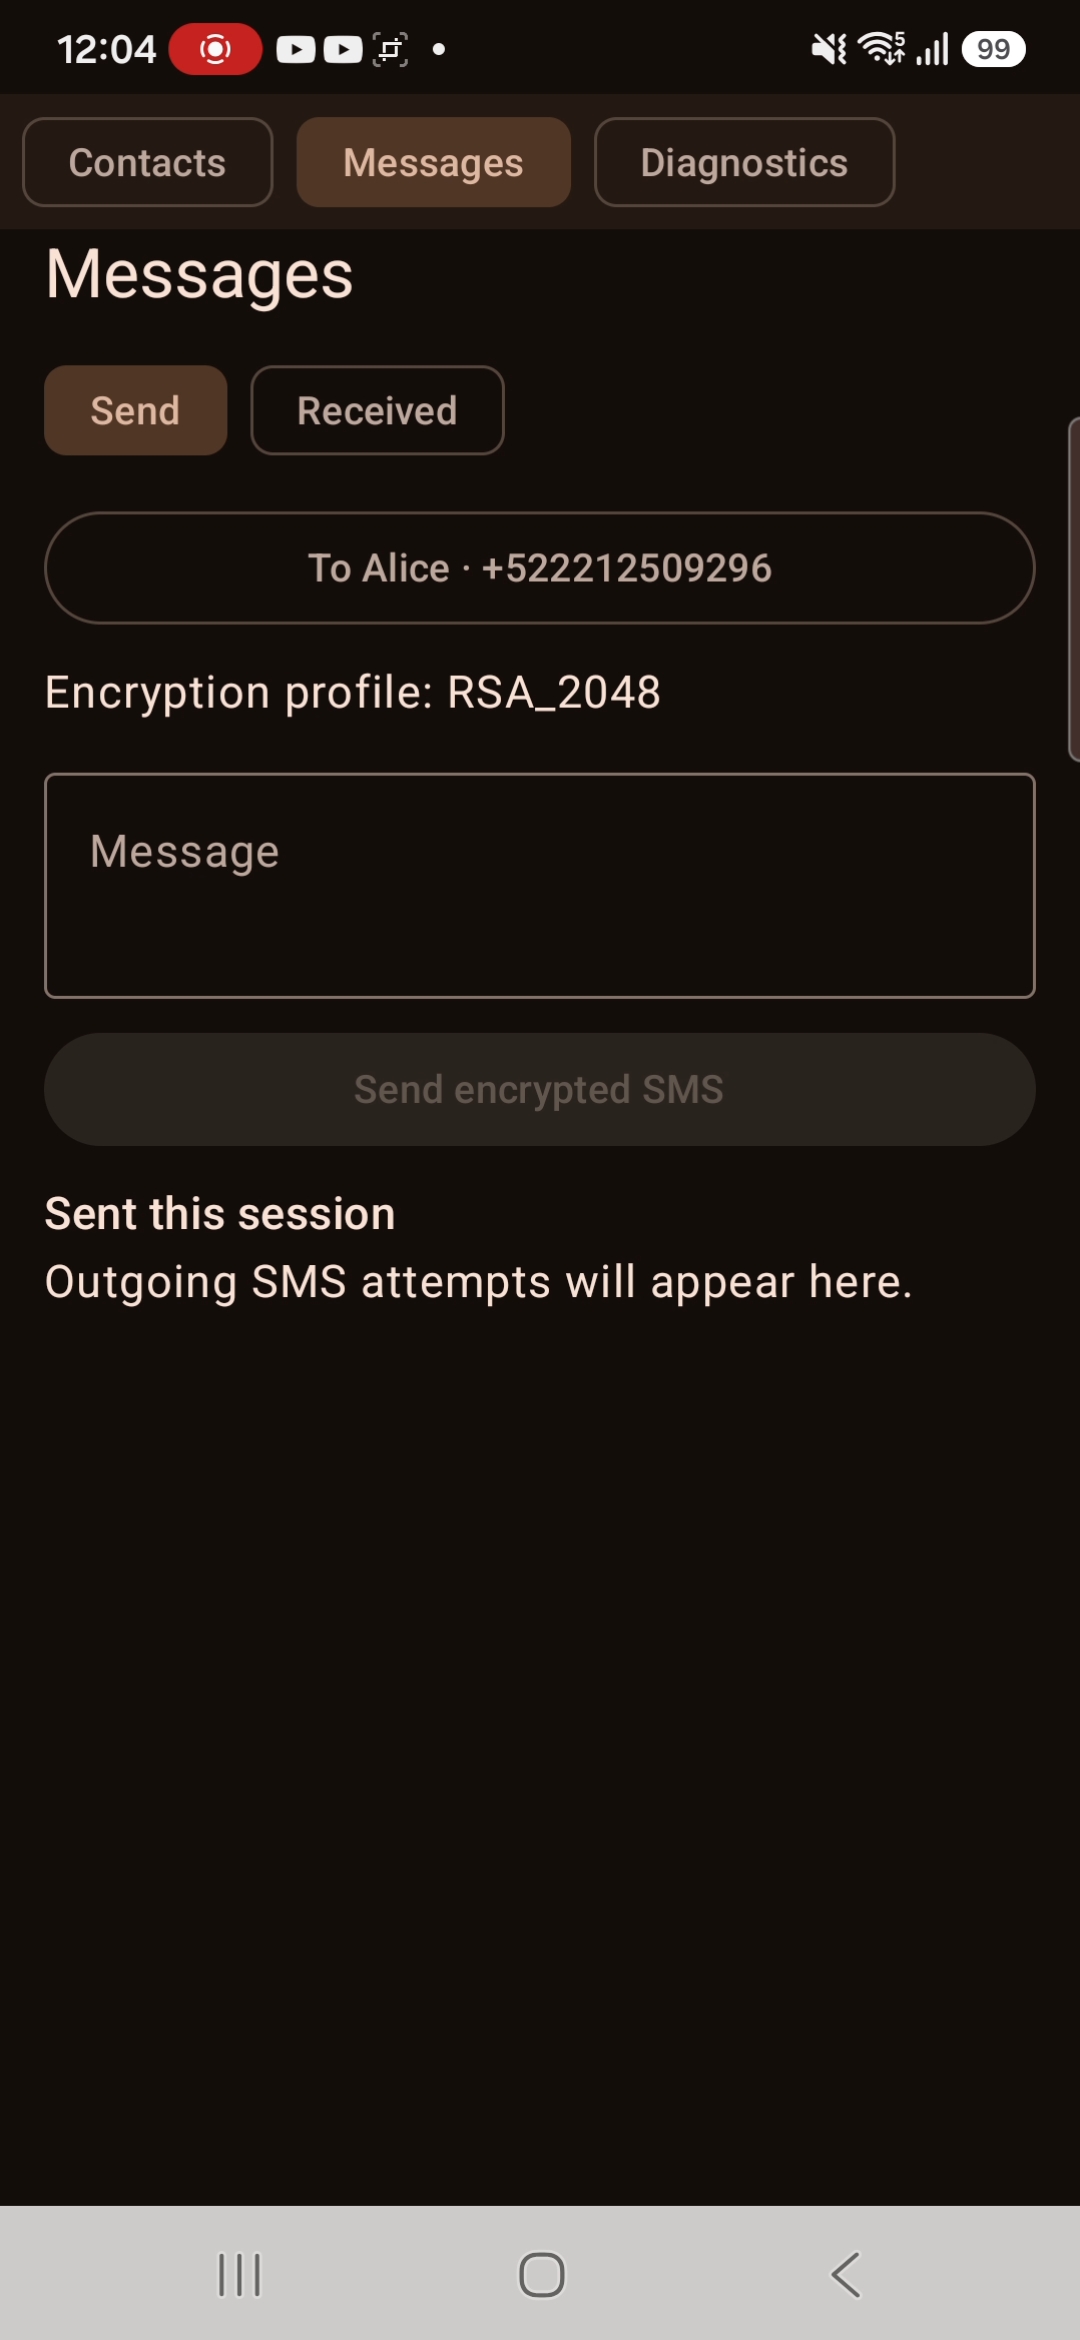 12:04
5
99
Contacts
Messages
Diagnostics
Messages
Send
Received
To Alice · +522212509296
Encryption profile: RSA_2048
Message
Send encrypted SMS
Sent this session
Outgoing SMS attempts will appear here.